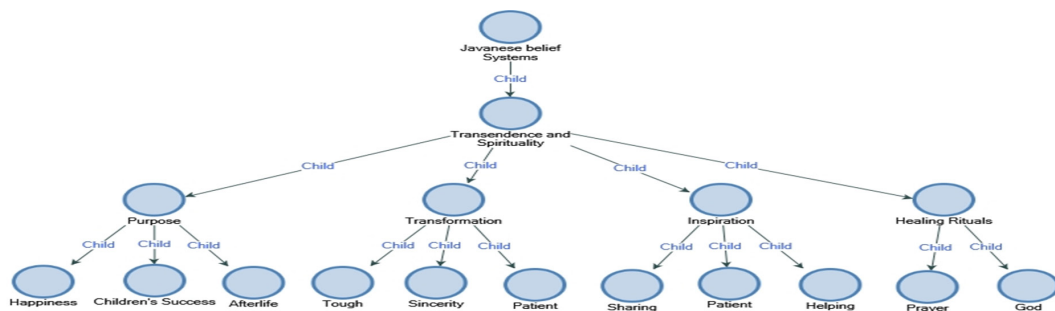 Javanese belief
Systems
Child
Transendence and
Spirituality
Child Child Child Child
Purpose Transformation Inspiration Healing Rituals
Child Child Child Child Child Child Child Child Child Child Child
Happiness Children's Success Afterlife Tough Sincerity Patient Sharing Patient Helping Prayer God